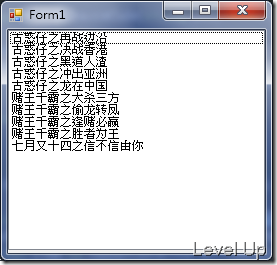 Form1
古惑仔之再战边沿
古惑仔之决战香港
古惑仔之黑道人渣
古惑仔之冲出亚洲
古惑仔之龙在中国
赌王千霸之大杀三方
赌王千霸之偷龙转凤
赌王千霸之逢赌必赢
赌王千霸之胜者为王
七月又十四之信不信由你
Level Up